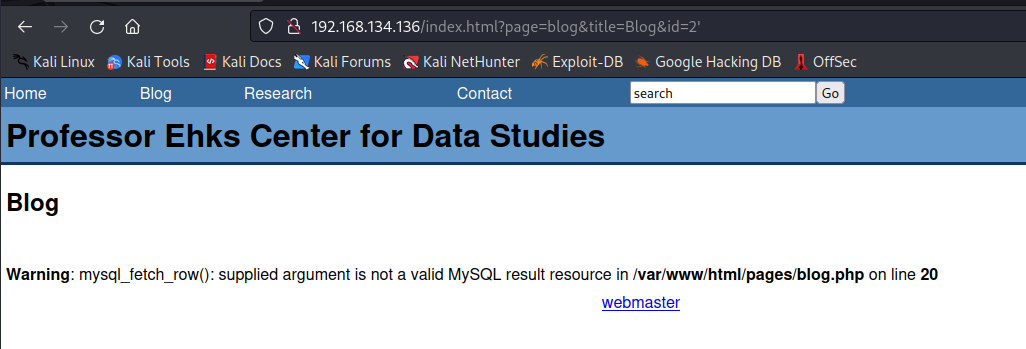 192.168.134.136/index.html?page=blog&title=Blog&id=2'
Kali Linux Kali Tools Kali Docs Kali Forums Kali NetHunter Exploit-DB Google Hacking DB OffSec
Home Blog Research Contact search Go
Professor Ehks Center for Data Studies
Blog
Warning: mysql_fetch_row(): supplied argument is not a valid MySQL result resource in /var/www/html/pages/blog.php on line 20
webmaster